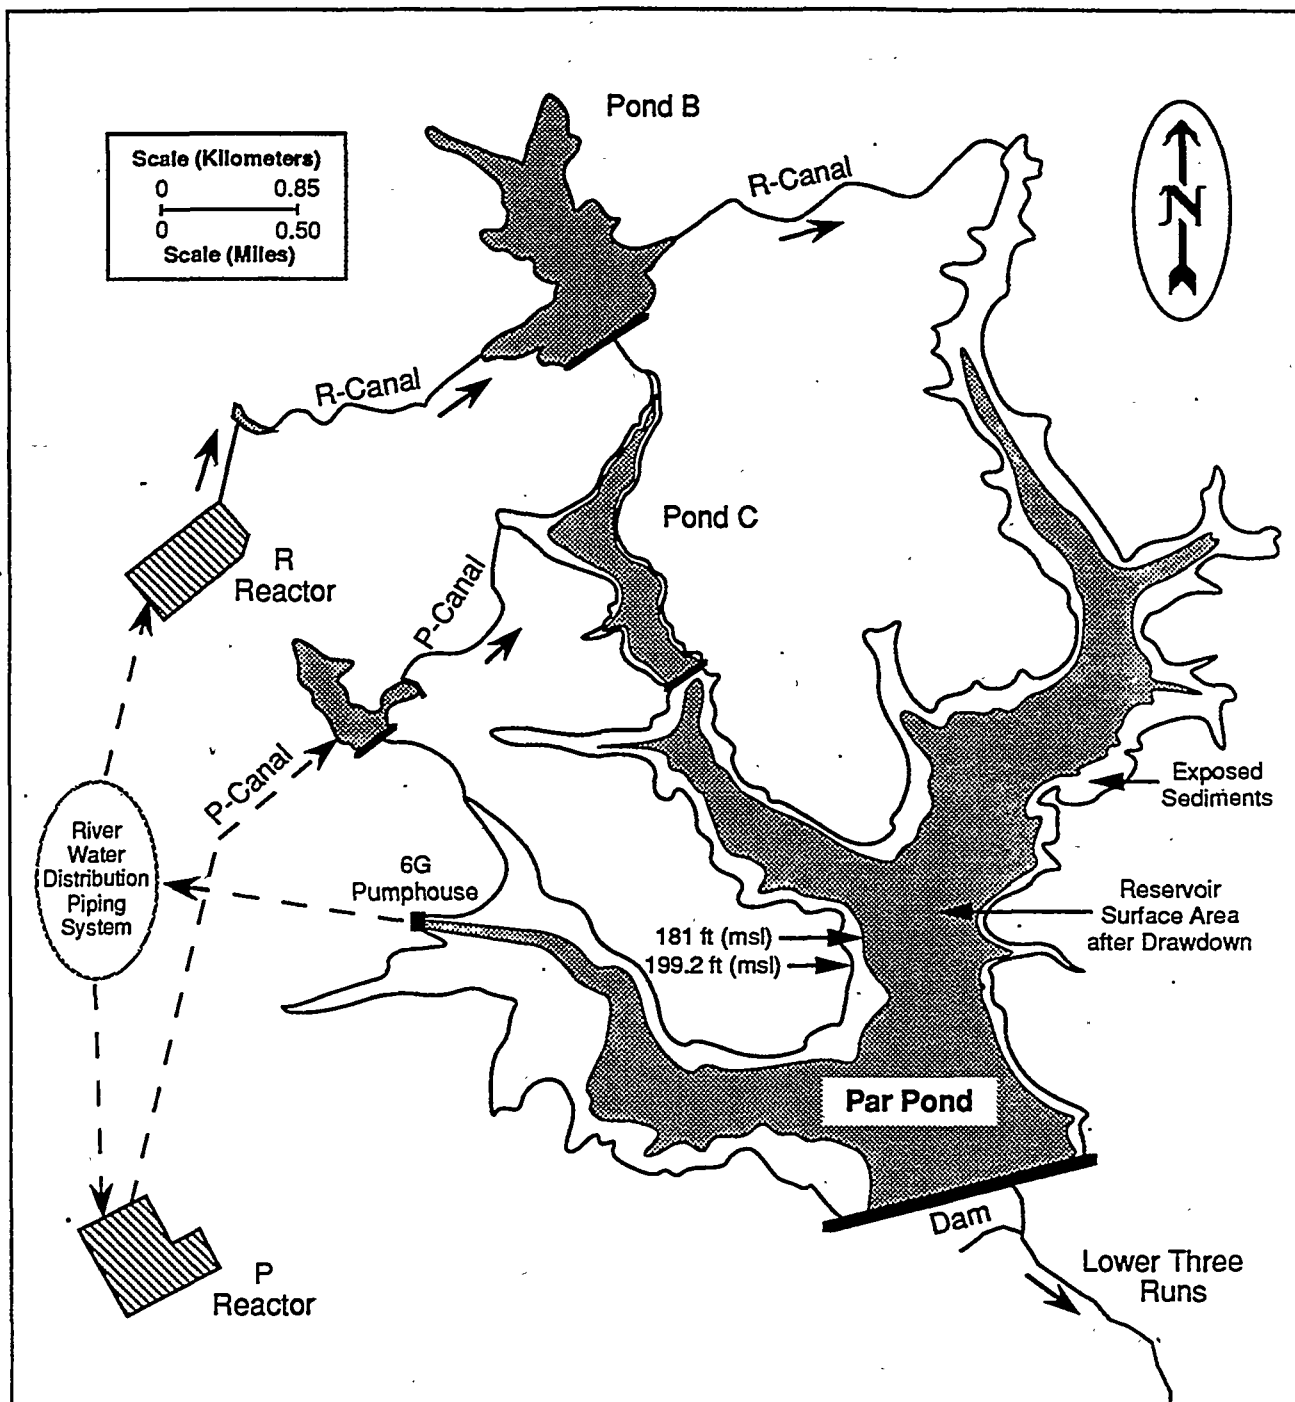 Pond B
Scale (Kilometers)
0 0.85
0 0.50
Scale (Miles)
R-Canal
N
R-Canal
Pond C
R
Reactor
P-Canal
P-Canal
Exposed
Sediments
River
Water
Distribution
Piping
System
6G
Pumphouse
Reservoir
Surface Area
after Drawdown
181 ft (msl)
199.2 ft (msl)
Par Pond
Dam
Lower Three
Runs
P
Reactor